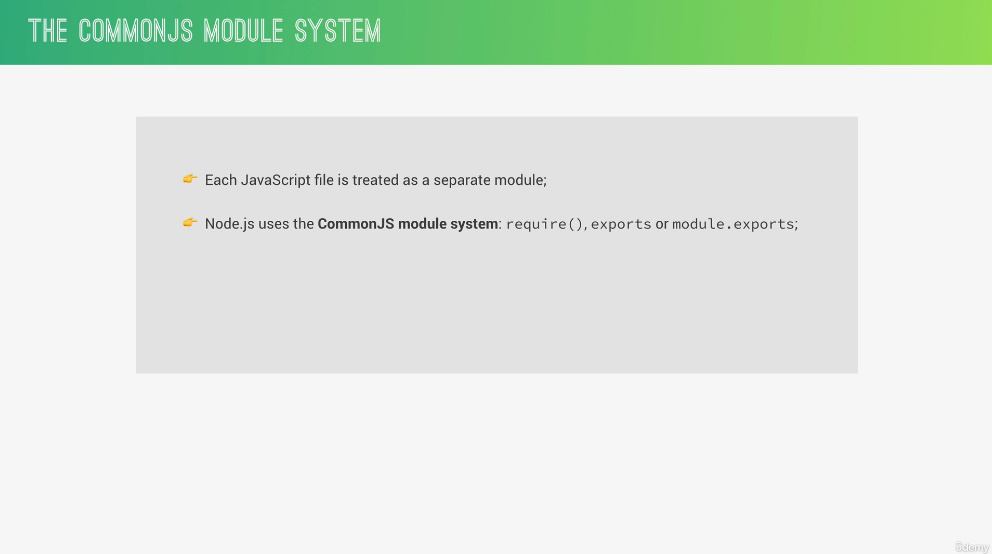 THE COMMONJS MODULE SYSTEM
👉 Each JavaScript file is treated as a separate module;
👉 Node.js uses the CommonJS module system: require(), exports or module.exports;
ûdemy